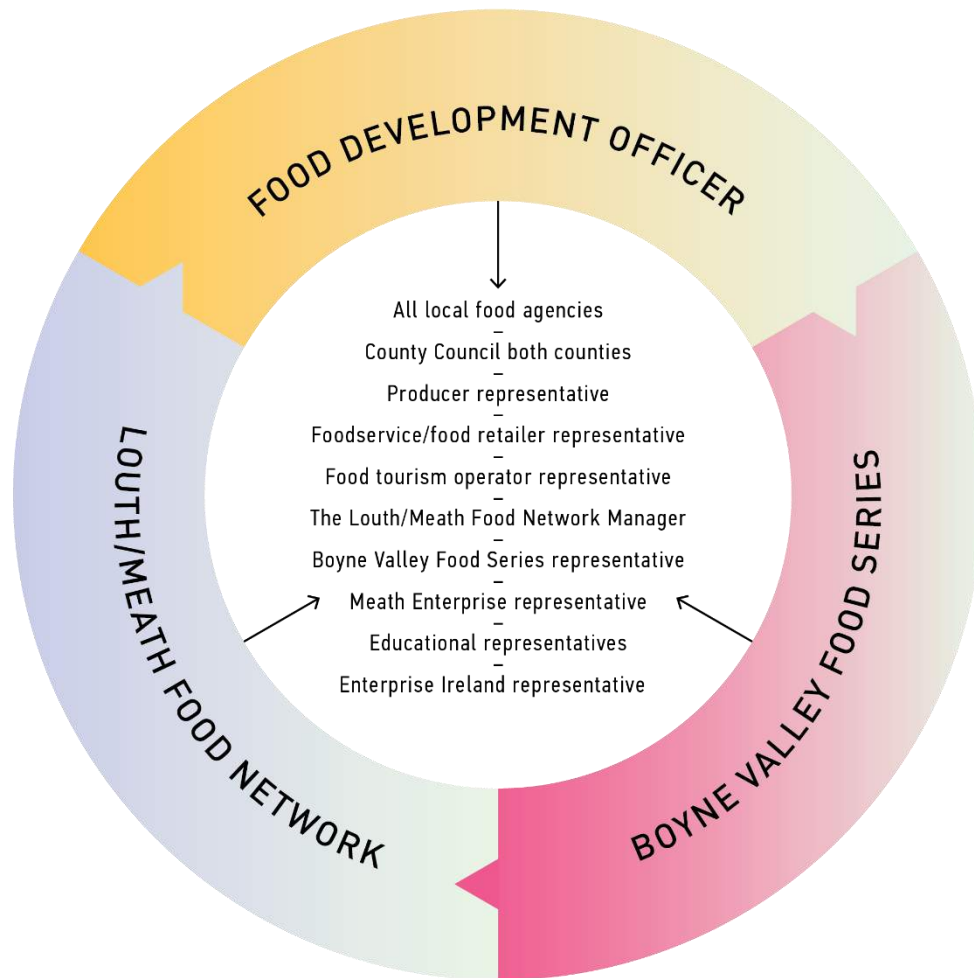 FOOD DEVELOPMENT OFFICER
All local food agencies
–
County Council both counties
–
Producer representative
–
Foodservice/food retailer representative
–
Food tourism operator representative
–
The Louth/Meath Food Network Manager
–
Boyne Valley Food Series representative
–
Meath Enterprise representative
–
Educational representatives
–
Enterprise Ireland representative
LOUTH/MEATH FOOD NETWORK
BOYNE VALLEY FOOD SERIES